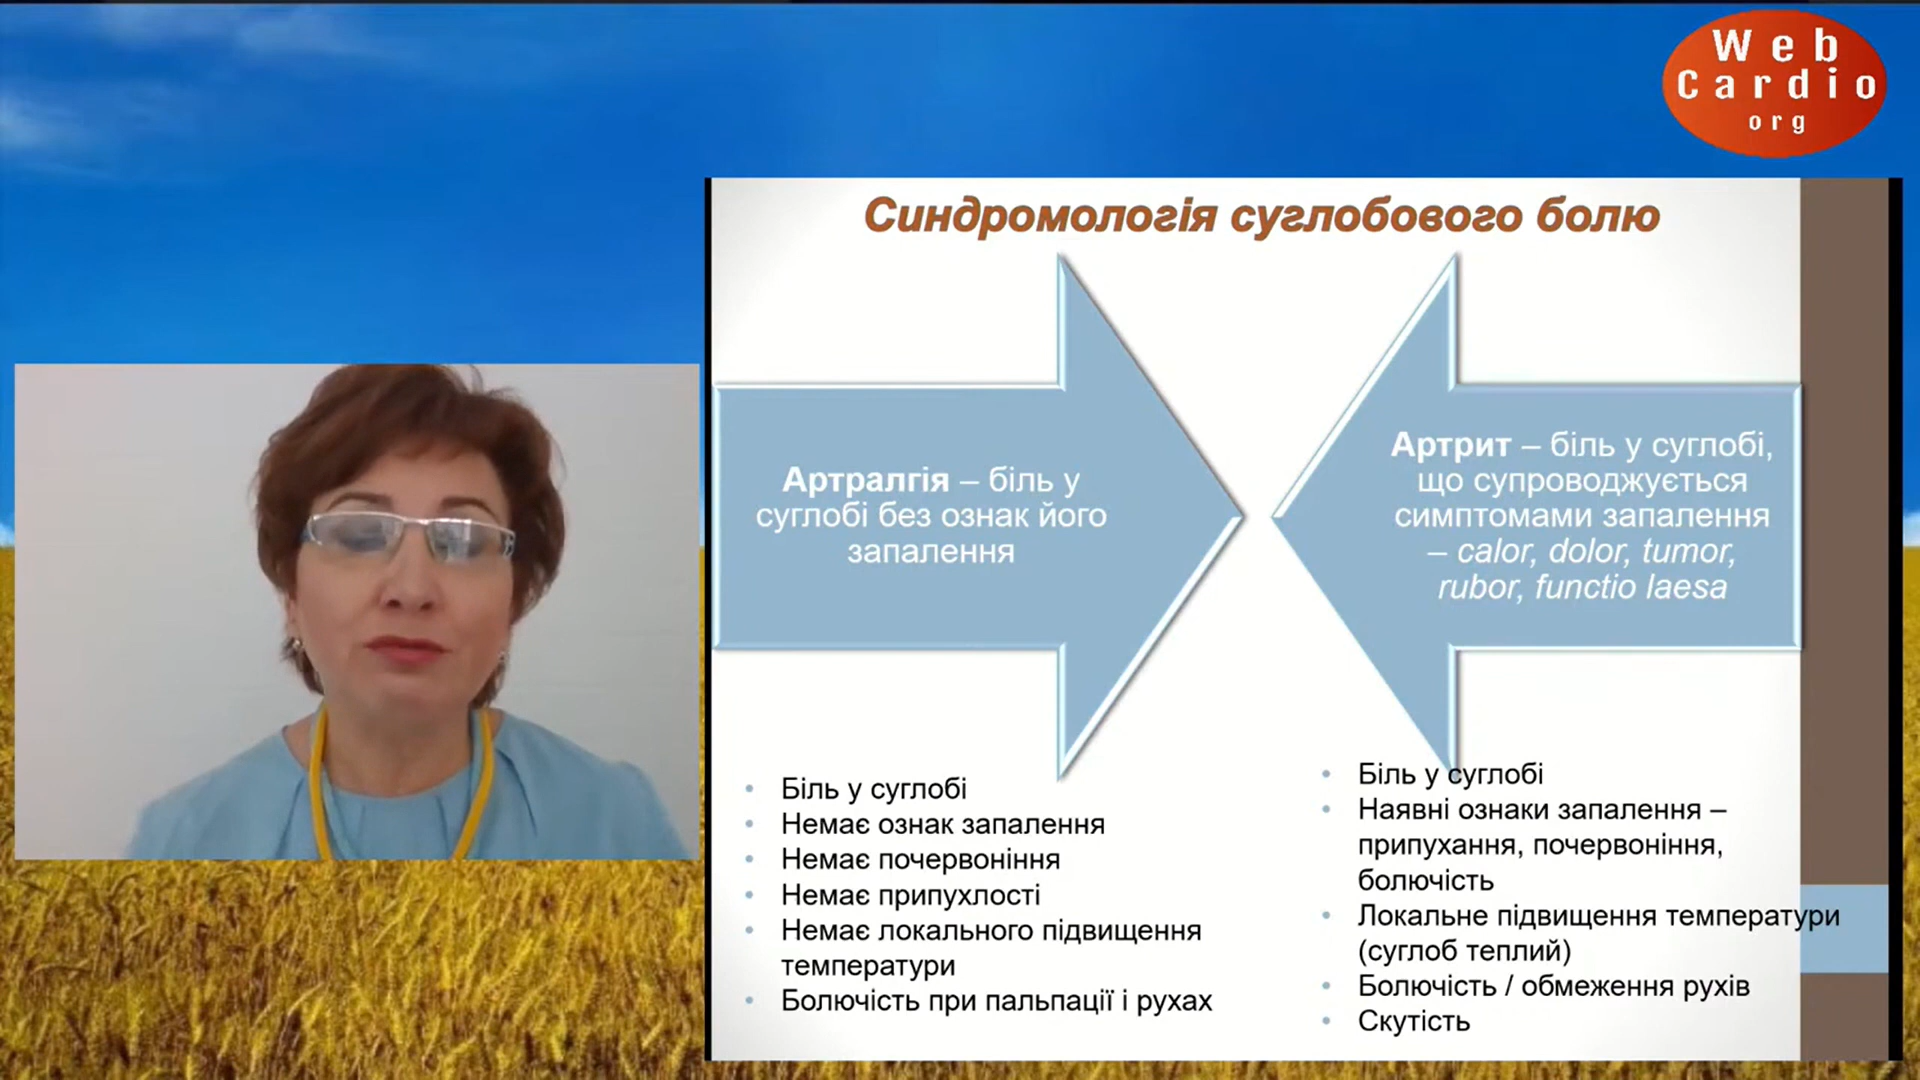 Web
Cardio
org
Синдромологія суглобового болю
Артралгія – біль у
суглобі без ознак його
запалення
Артрит – біль у суглобі,
що супроводжується
симптомами запалення
– calor, dolor, tumor,
rubor, functio laesa
• Біль у суглобі
• Немає ознак запалення
• Немає почервоніння
• Немає припухлості
• Немає локального підвищення
температури
• Болючість при пальпації і рухах
• Біль у суглобі
• Наявні ознаки запалення –
припухання, почервоніння,
болючість
• Локальне підвищення температури
(суглоб теплий)
• Болючість / обмеження рухів
• Скутість